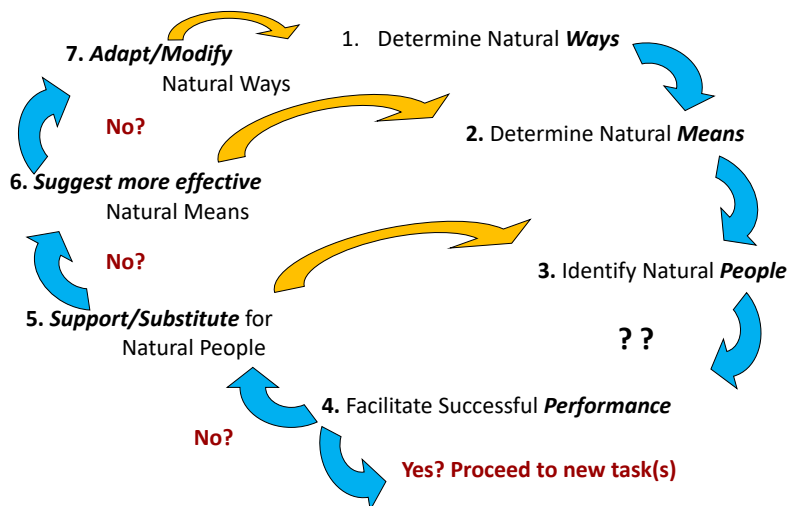 1. Determine Natural Ways
2. Determine Natural Means
3. Identify Natural People
? ?
4. Facilitate Successful Performance
Yes? Proceed to new task(s)
No?
5. Support/Substitute for
Natural People
No?
6. Suggest more effective
Natural Means
No?
7. Adapt/Modify
Natural Ways